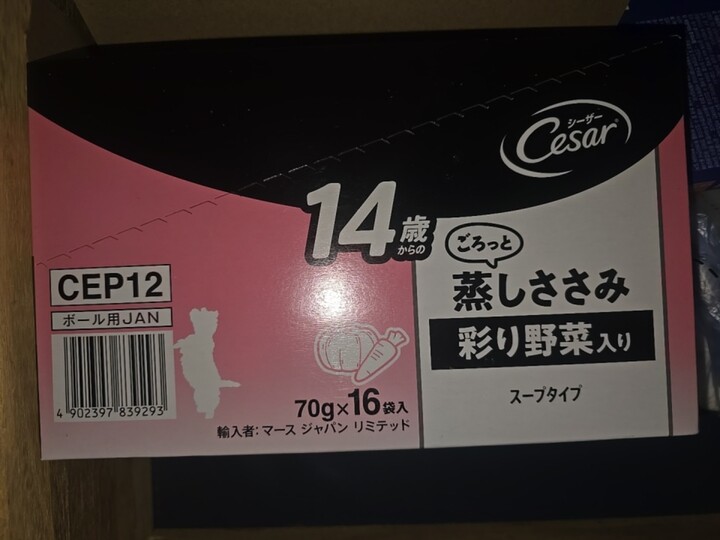 シーザー
Cesar
14歳
からの
ごろっと
蒸しささみ
彩り野菜入り
スープタイプ
CEP12
ボール用JAN
4 902397 839293
70g×16袋入
輸入者: マース ジャパン リミテッド